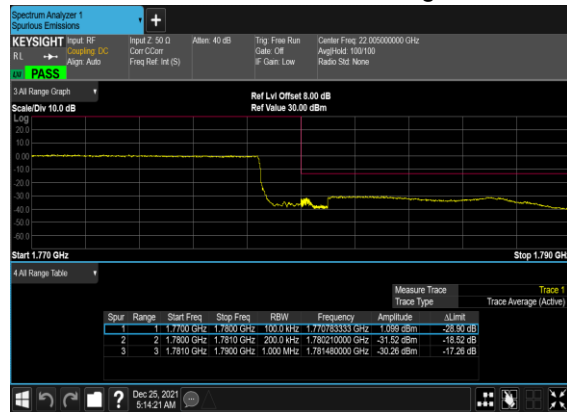 Spectrum Analyzer 1
Spurious Emissions
+
KEYSIGHT Input: RF Input Z: 50 Ω Atten: 40 dB Trig: Free Run Center Freq: 22.005000000 GHz
RL Coupling: DC Corr CCorr Gate: Off Avg|Hold: 100/100
Align: Auto Freq Ref: Int (S) IF Gain: Low Radio Std: None
PASS
3 All Range Graph
Ref Lvl Offset 8.00 dB
Scale/Div 10.0 dB Ref Value 30.00 dBm
Log
20.0
10.0
0.00
-10.0
-20.0
-30.0
-40.0
-50.0
-60.0
Start 1.770 GHz Stop 1.790 GHz
4 All Range Table
Measure Trace Trace 1
Trace Type Trace Average (Active)
Spur Range Start Freq Stop Freq RBW Frequency Amplitude ΔLimit
1 1 1.7700 GHz 1.7800 GHz 100.0 kHz 1.770783333 GHz 1.099 dBm -28.90 dB
2 2 1.7800 GHz 1.7810 GHz 200.0 kHz 1.780210000 GHz -31.52 dBm -18.52 dB
3 3 1.7810 GHz 1.7900 GHz 1.000 MHz 1.781480000 GHz -30.26 dBm -17.26 dB
? Dec 25, 2021
5:14:21 AM